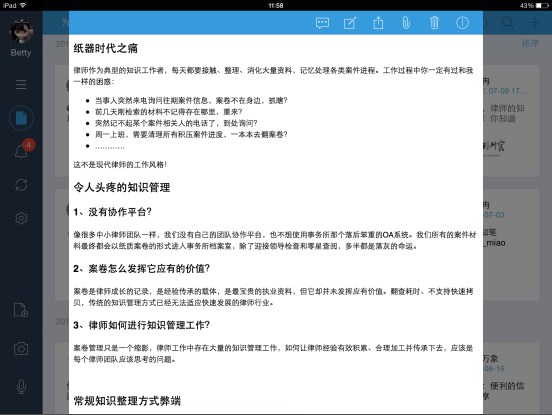 iPad
11:58
43%
Betty
4
排序
纸器时代之痛
律师作为典型的知识工作者，每天都要接触、整理、消化大量资料，记忆处理各类案件进程。工作过程中你一定有过和我
一样的困惑：
• 当事人突然来电询问往期案件信息，案卷不在身边，抓瞎?
• 前几天刚检索的材料不记得存在哪里，重来?
• 突然记不起某个案件相关人的电话了，到处询问?
• 周一上班，需要清理所有积压案件进度，一本本去翻案卷?
• …………
这不是现代律师的工作风格！
令人头疼的知识管理
1、没有协作平台?
像很多中小律师团队一样，我们没有自己的团队协作平台，也不想使用事务所那个落后笨重的OA系统。我们所有的案件材
料最终都会以纸质案卷的形式进入事务所档案室，除了迎接领导检查和零星查阅，多半都是落灰的命运。
2、案卷怎么发挥它应有的价值?
案卷是律师成长的记录，是经验传承的载体，是最宝贵的执业资料，但它却并未发挥应有价值。翻查耗时、不支持快速拷
贝，传统的知识管理方式已经无法适应快速发展的律师行业。
3、律师如何进行知识管理工作?
案卷管理只是一个缩影，律师工作中存在大量的知识管理工作，如何让律师经验有效积累、合理加工并传承下去，应该是
每个律师团队应该思考的问题。
常规知识整理方式弊端
冉
07-09 17...
律师的知
你知道
07-03
铅笔
_miao
万象
-06-16
便利的信
享